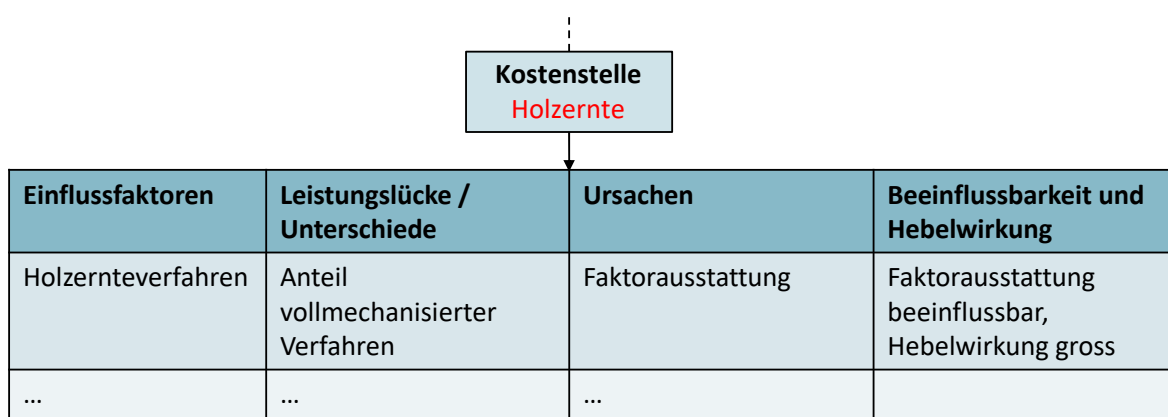 Kostenstelle
Holzernte
Einflussfaktoren
Leistungslücke /
Unterschiede
Ursachen
Beeinflussbarkeit und
Hebelwirkung
Holzernteverfahren
Anteil
vollmechanisierter
Verfahren
Faktorausstattung
Faktorausstattung
beeinflussbar,
Hebelwirkung gross
...
...
...